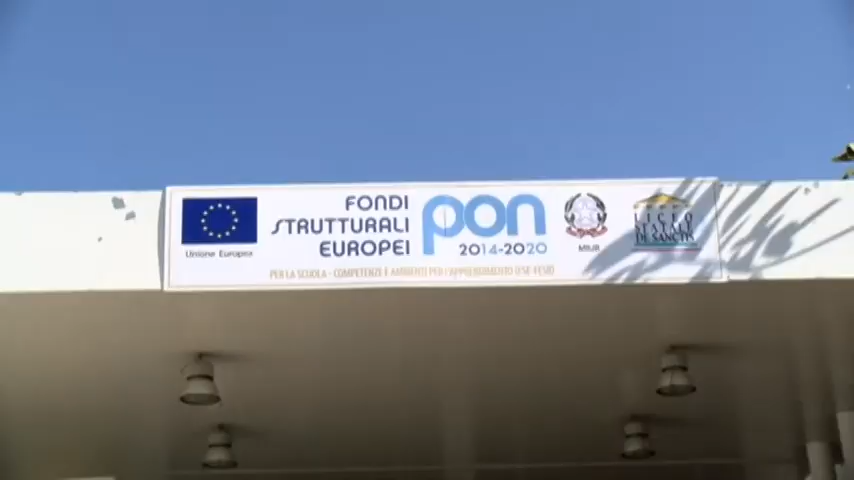 FONDI
STRUTTURALI
EUROPEI
pon
2014-2020
Unione Europea
MIUR
LICEO
STATALE
DE SANCTIS
PER LA SCUOLA - COMPETENZE E AMBIENTI PER L'APPRENDIMENTO (FSE-FESR)